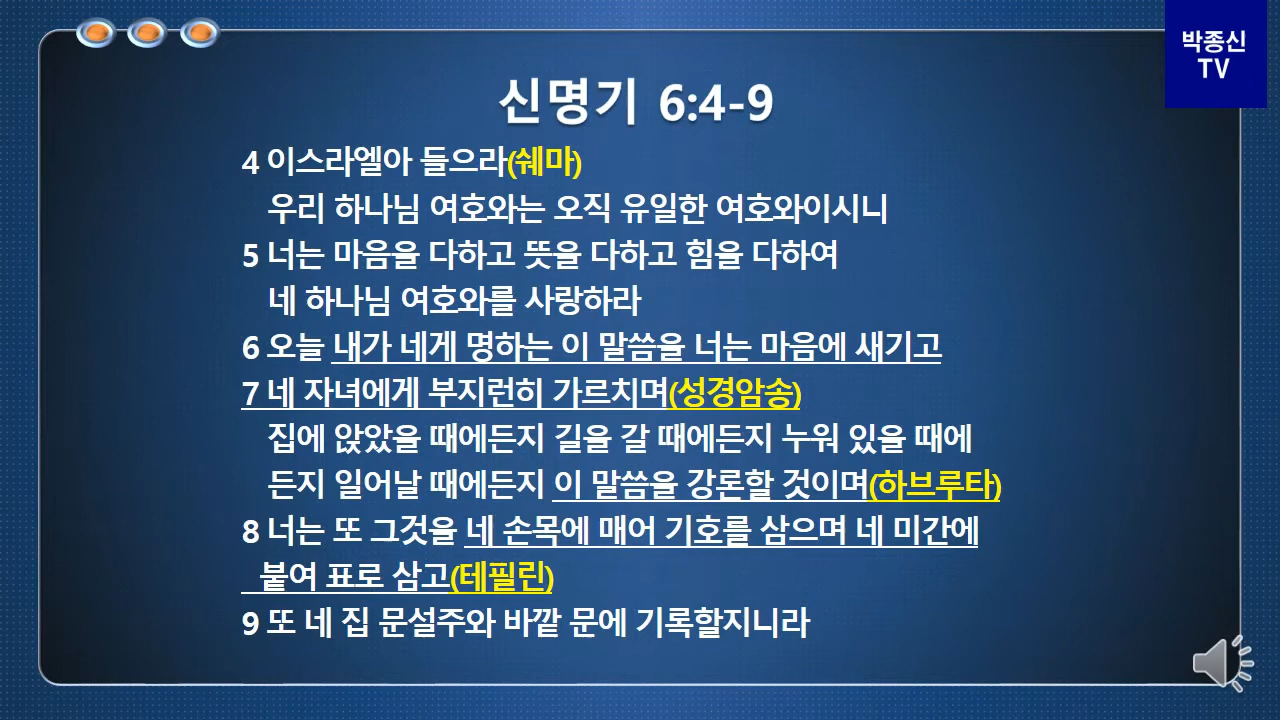 박종신
TV
신명기 6:4-9
4 이스라엘아 들으라(쉐마)
우리 하나님 여호와는 오직 유일한 여호와이시니
5 너는 마음을 다하고 뜻을 다하고 힘을 다하여
네 하나님 여호와를 사랑하라
6 오늘 내가 네게 명하는 이 말씀을 너는 마음에 새기고
7 네 자녀에게 부지런히 가르치며(성경암송)
집에 앉았을 때에든지 길을 갈 때에든지 누워 있을 때에
든지 일어날 때에든지 이 말씀을 강론할 것이며(하브루타)
8 너는 또 그것을 네 손목에 매어 기호를 삼으며 네 미간에
붙여 표로 삼고(테필린)
9 또 네 집 문설주와 바깥 문에 기록할지니라